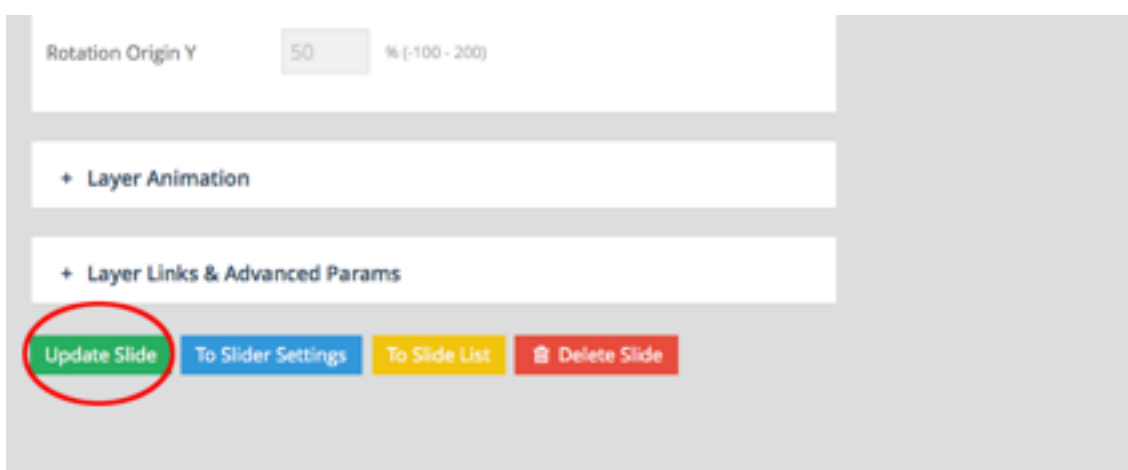 Rotation Origin Y 50 % (-100 - 200)
+ Layer Animation
+ Layer Links & Advanced Params
Update Slide To Slider Settings To Slide List Delete Slide